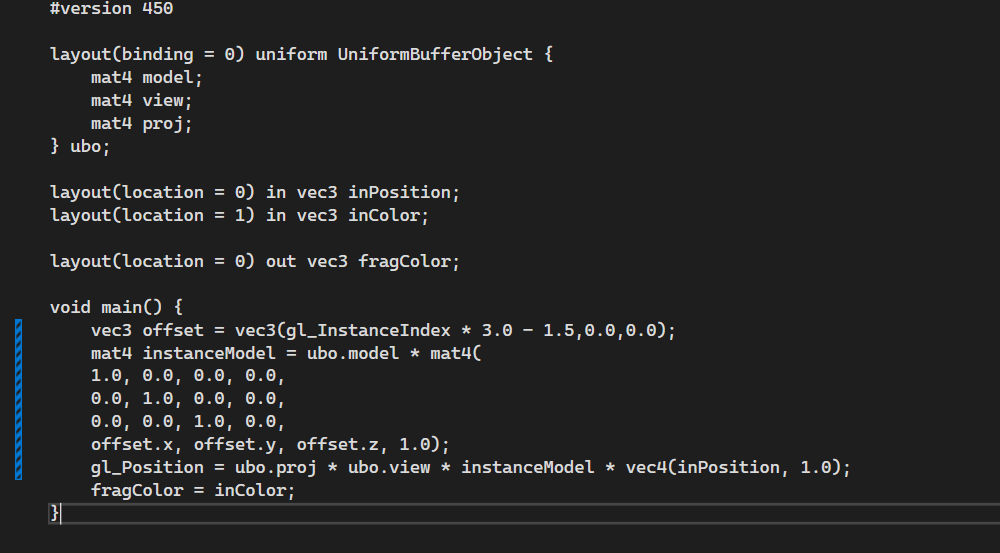 #version 450
layout(binding = 0) uniform UniformBufferObject {
    mat4 model;
    mat4 view;
    mat4 proj;
} ubo;
layout(location = 0) in vec3 inPosition;
layout(location = 1) in vec3 inColor;
layout(location = 0) out vec3 fragColor;
void main() {
    vec3 offset = vec3(gl_InstanceIndex * 3.0 - 1.5,0.0,0.0);
    mat4 instanceModel = ubo.model * mat4(
    1.0, 0.0, 0.0, 0.0,
    0.0, 1.0, 0.0, 0.0,
    0.0, 0.0, 1.0, 0.0,
    offset.x, offset.y, offset.z, 1.0);
    gl_Position = ubo.proj * ubo.view * instanceModel * vec4(inPosition, 1.0);
    fragColor = inColor;
}